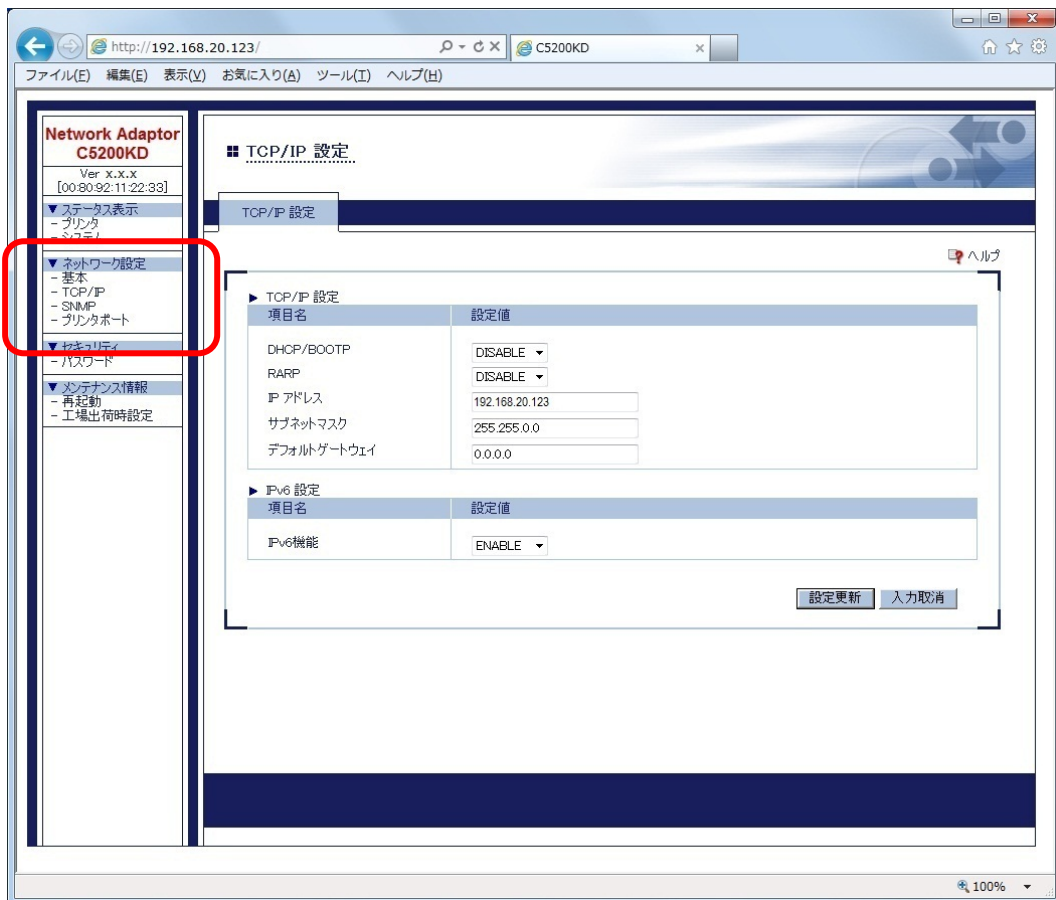 http://192.168.20.123/
C5200KD
ファイル(F) 編集(E) 表示(V) お気に入り(A) ツール(T) ヘルプ(H)
Network Adaptor
C5200KD
Ver x.x.x
[00:80:92:11:22:33]
▼ ステータス表示
- プリンタ
- システム
▼ ネットワーク設定
- 基本
- TCP/IP
- SNMP
- プリンタポート
▼ セキュリティ
- パスワード
▼ メンテナンス情報
- 再起動
- 工場出荷時設定
TCP/IP 設定
TCP/IP 設定
ヘルプ
▶ TCP/IP 設定
項目名 設定値
DHCP/BOOTP DISABLE
RARP DISABLE
IP アドレス 192.168.20.123
サブネットマスク 255.255.0.0
デフォルトゲートウェイ 0.0.0.0
▶ IPv6 設定
項目名 設定値
IPv6機能 ENABLE
設定更新 入力取消
100%